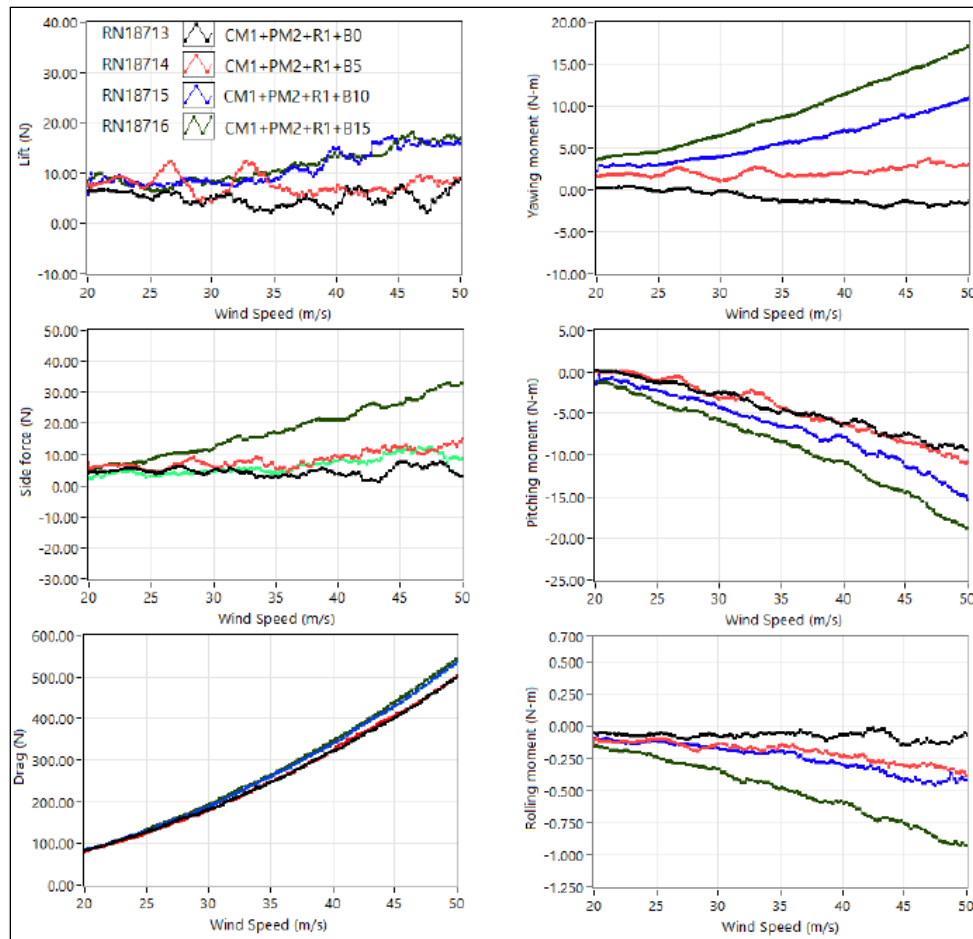 40.00
30.00
20.00
10.00
0.00
-10.00
Lift (N)
RN18713 CM1+PM2+R1+B0
RN18714 CM1+PM2+R1+B5
RN18715 CM1+PM2+R1+B10
RN18716 CM1+PM2+R1+B15
20 25 30 35 40 45 50
Wind Speed (m/s)
20.00
15.00
10.00
5.00
0.00
-5.00
-10.00
Yawing moment (N-m)
20 25 30 35 40 45 50
Wind Speed (m/s)
50.00
40.00
30.00
20.00
10.00
0.00
-10.00
-20.00
-30.00
Side force (N)
20 25 30 35 40 45 50
Wind Speed (m/s)
5.00
0.00
-5.00
-10.00
-15.00
-20.00
-25.00
Pitching moment (N-m)
20 25 30 35 40 45 50
Wind Speed (m/s)
600.00
500.00
400.00
300.00
200.00
100.00
0.00
Drag (N)
20 25 30 35 40 45 50
Wind Speed (m/s)
0.700
0.500
0.250
0.000
-0.250
-0.500
-0.750
-1.000
-1.250
Rolling moment (N-m)
20 25 30 35 40 45 50
Wind Speed (m/s)